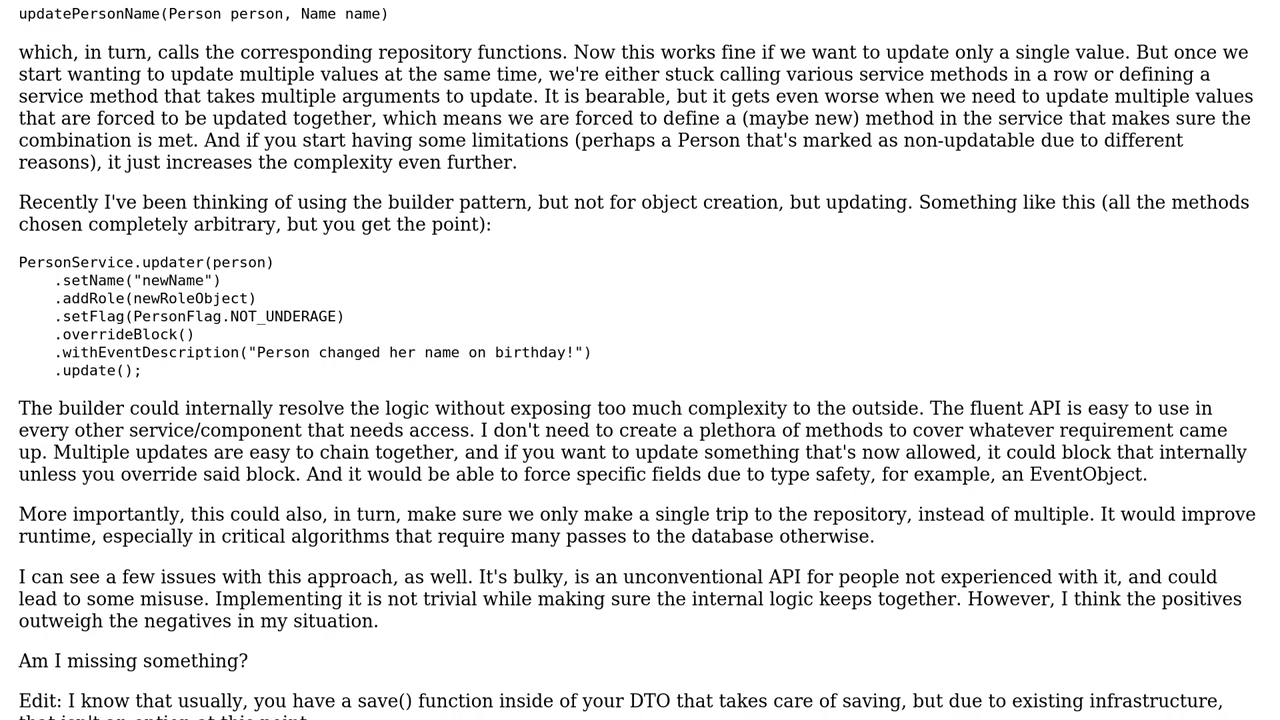 updatePersonName(Person person, Name name)
which, in turn, calls the corresponding repository functions. Now this works fine if we want to update only a single value. But once we
start wanting to update multiple values at the same time, we're either stuck calling various service methods in a row or defining a
service method that takes multiple arguments to update. It is bearable, but it gets even worse when we need to update multiple values
that are forced to be updated together, which means we are forced to define a (maybe new) method in the service that makes sure the
combination is met. And if you start having some limitations (perhaps a Person that's marked as non-updatable due to different
reasons), it just increases the complexity even further.
Recently I've been thinking of using the builder pattern, but not for object creation, but updating. Something like this (all the methods
chosen completely arbitrary, but you get the point):
PersonService.updater(person)
    .setName("newName")
    .addRole(newRoleObject)
    .setFlag(PersonFlag.NOT_UNDERAGE)
    .overrideBlock()
    .withEventDescription("Person changed her name on birthday!")
    .update();
The builder could internally resolve the logic without exposing too much complexity to the outside. The fluent API is easy to use in
every other service/component that needs access. I don't need to create a plethora of methods to cover whatever requirement came
up. Multiple updates are easy to chain together, and if you want to update something that's now allowed, it could block that internally
unless you override said block. And it would be able to force specific fields due to type safety, for example, an EventObject.
More importantly, this could also, in turn, make sure we only make a single trip to the repository, instead of multiple. It would improve
runtime, especially in critical algorithms that require many passes to the database otherwise.
I can see a few issues with this approach, as well. It's bulky, is an unconventional API for people not experienced with it, and could
lead to some misuse. Implementing it is not trivial while making sure the internal logic keeps together. However, I think the positives
outweigh the negatives in my situation.
Am I missing something?
Edit: I know that usually, you have a save() function inside of your DTO that takes care of saving, but due to existing infrastructure,
that isn't an option at this point